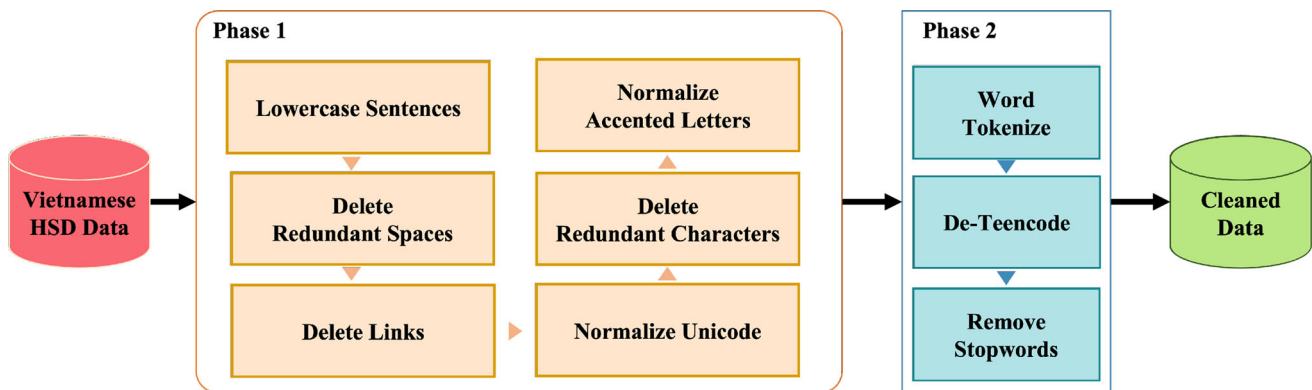 Vietnamese
HSD Data
Phase 1
Lowercase Sentences
Delete
Redundant Spaces
Delete Links
Normalize Unicode
Delete
Redundant Characters
Normalize
Accented Letters
Phase 2
Word
Tokenize
De-Teencode
Remove
Stopwords
Cleaned
Data